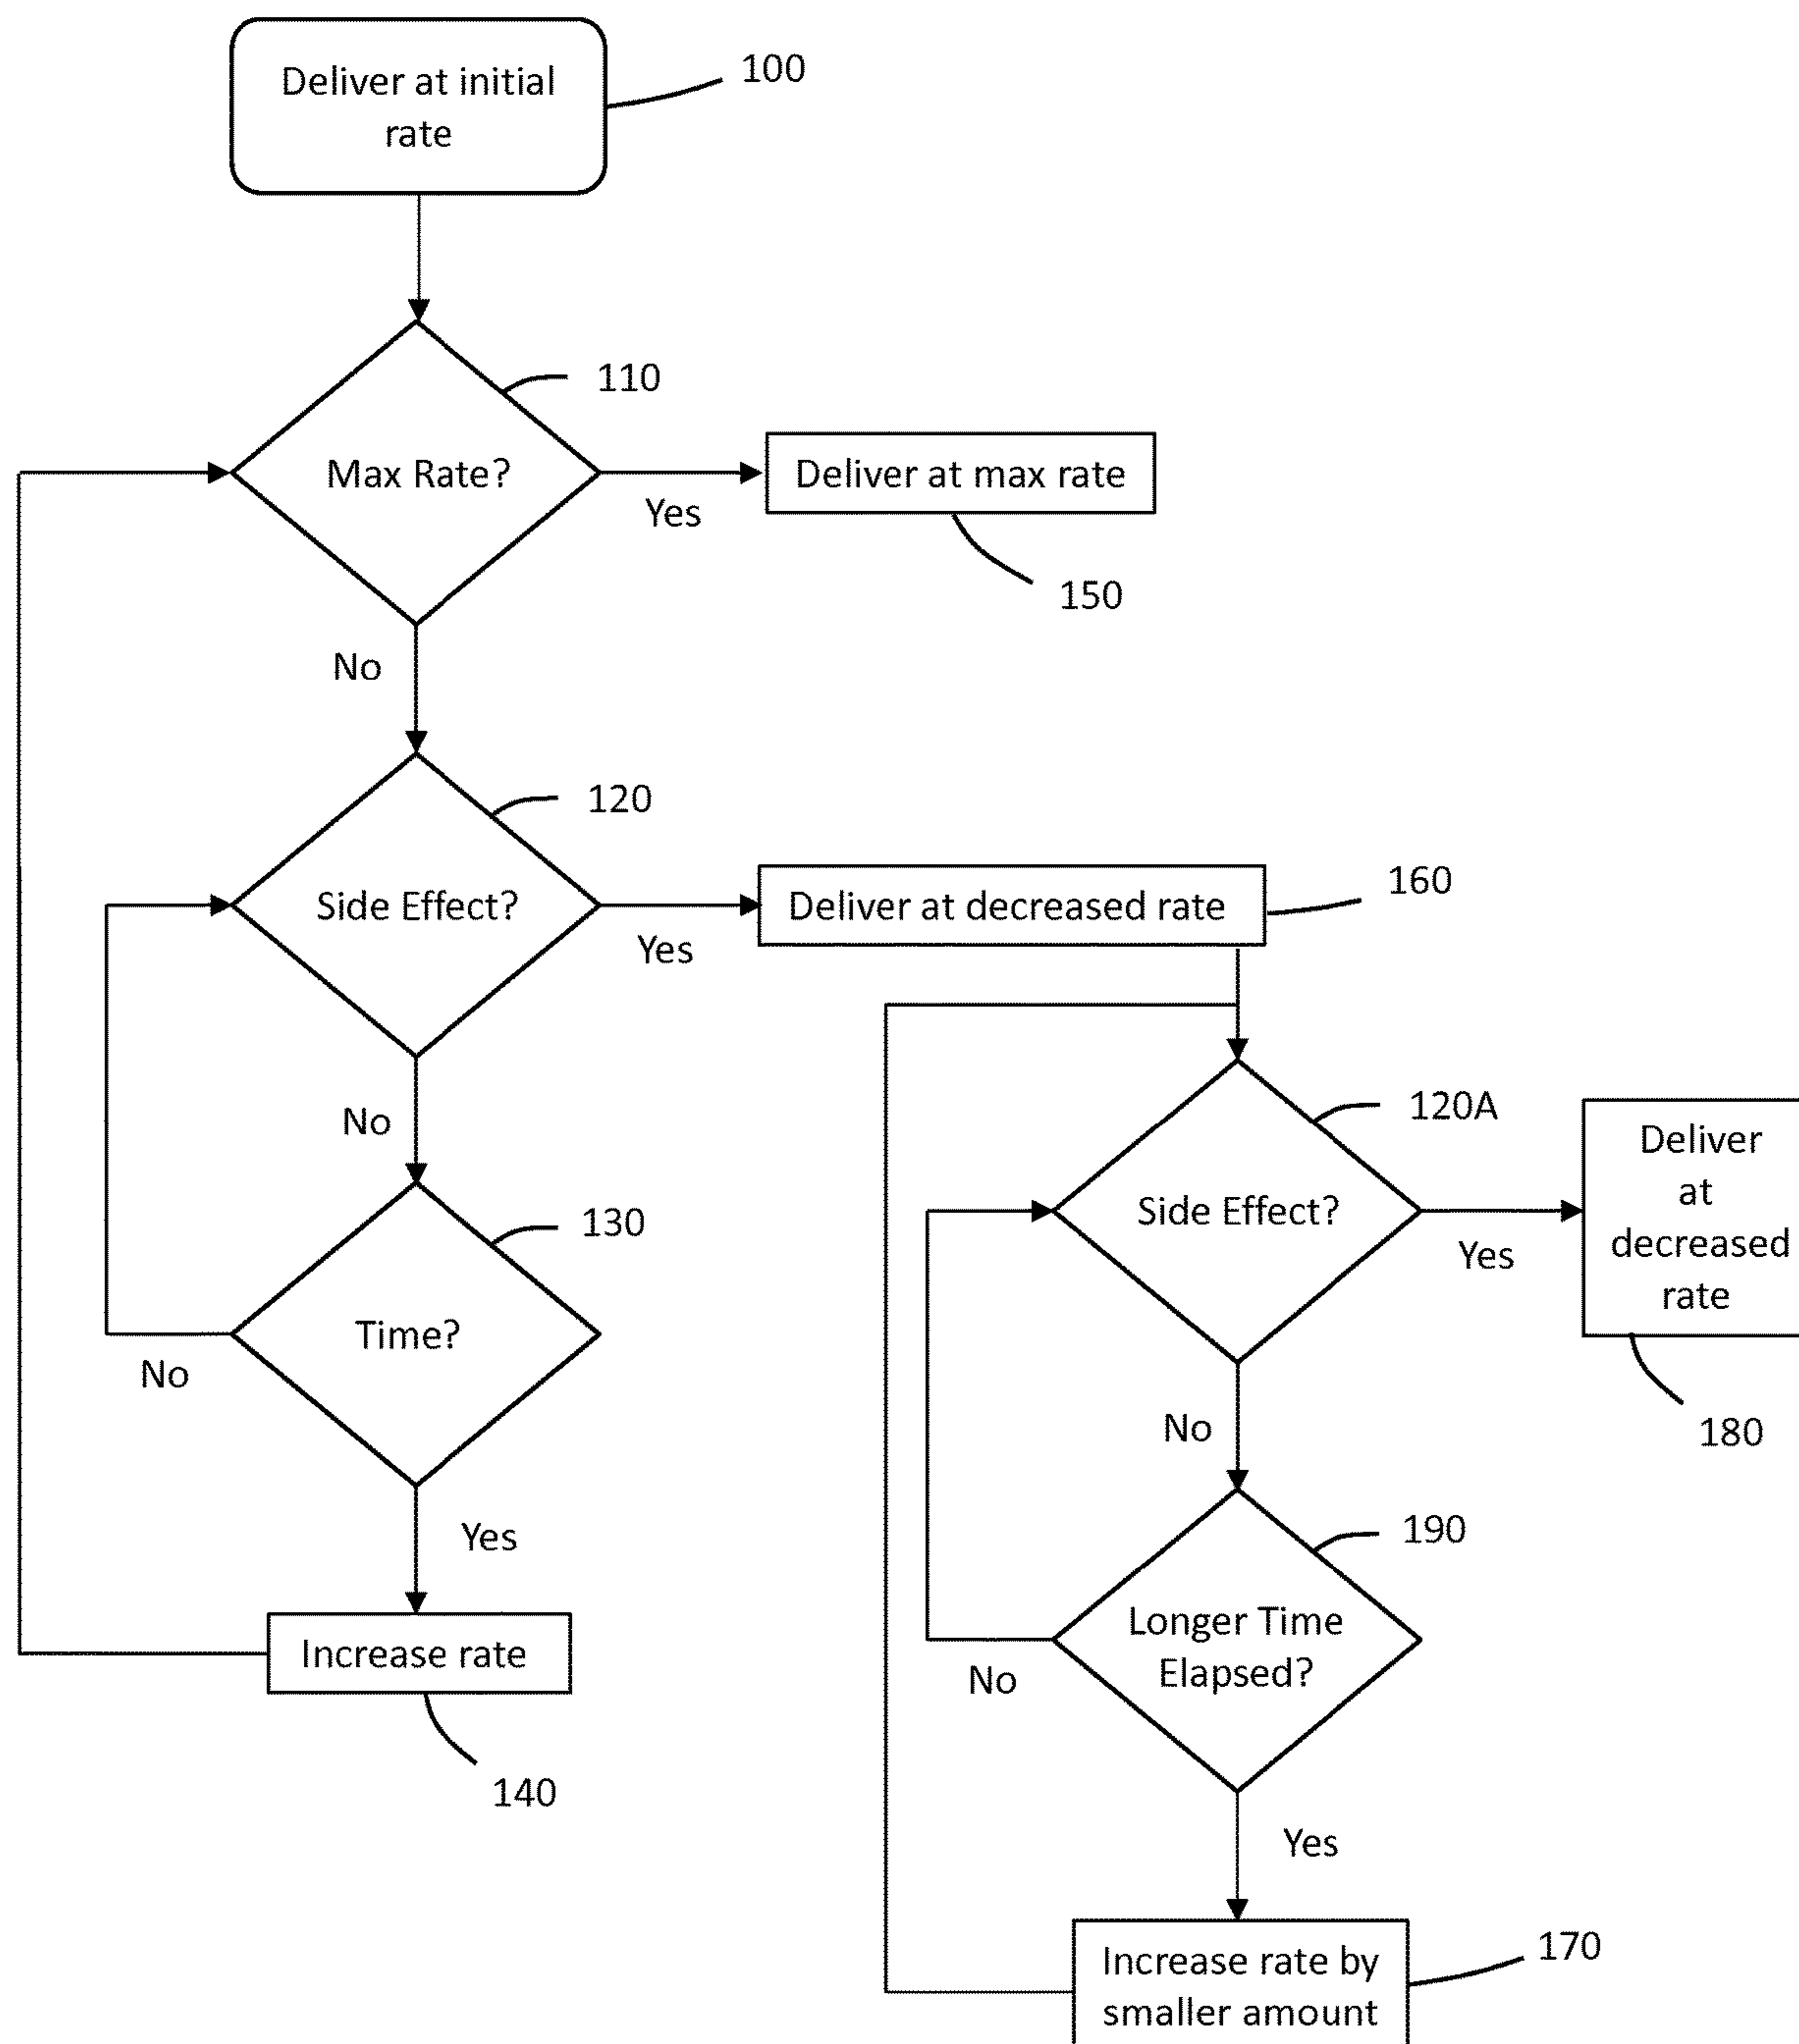 Deliver at initial
rate
100
110
Max Rate?
Yes
Deliver at max rate
150
No
120
Side Effect?
Yes
Deliver at decreased rate
160
No
120A
Side Effect?
Yes
Deliver
at
decreased
rate
180
130
Time?
No
Yes
Increase rate
140
No
190
Longer Time
Elapsed?
No
Yes
Increase rate by
smaller amount
170